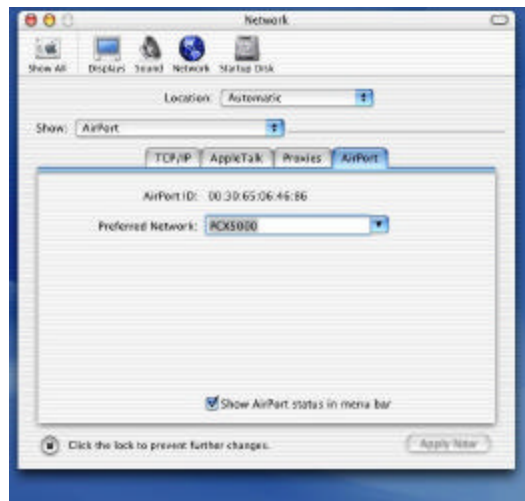 Network
Show All Displays Sound Network Startup Disk
Location: Automatic
Show: AirPort
TCP/IP AppleTalk Proxies AirPort
AirPort ID: 00:30:65:06:46:86
Preferred Network: RCX5000
Show AirPort status in menu bar
Click the lock to prevent further changes.
Apply Now